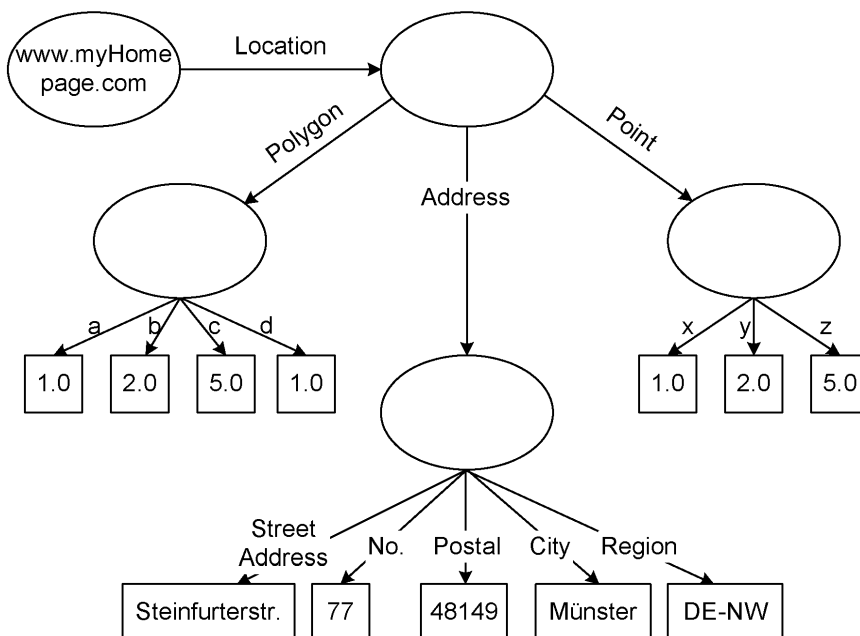 www.myHome
page.com
Location
Polygon
Point
Address
a
b
c
d
x
y
z
1.0
2.0
5.0
1.0
1.0
2.0
5.0
Street
Address
No.
Postal
City
Region
Steinfurterstr.
77
48149
Münster
DE-NW